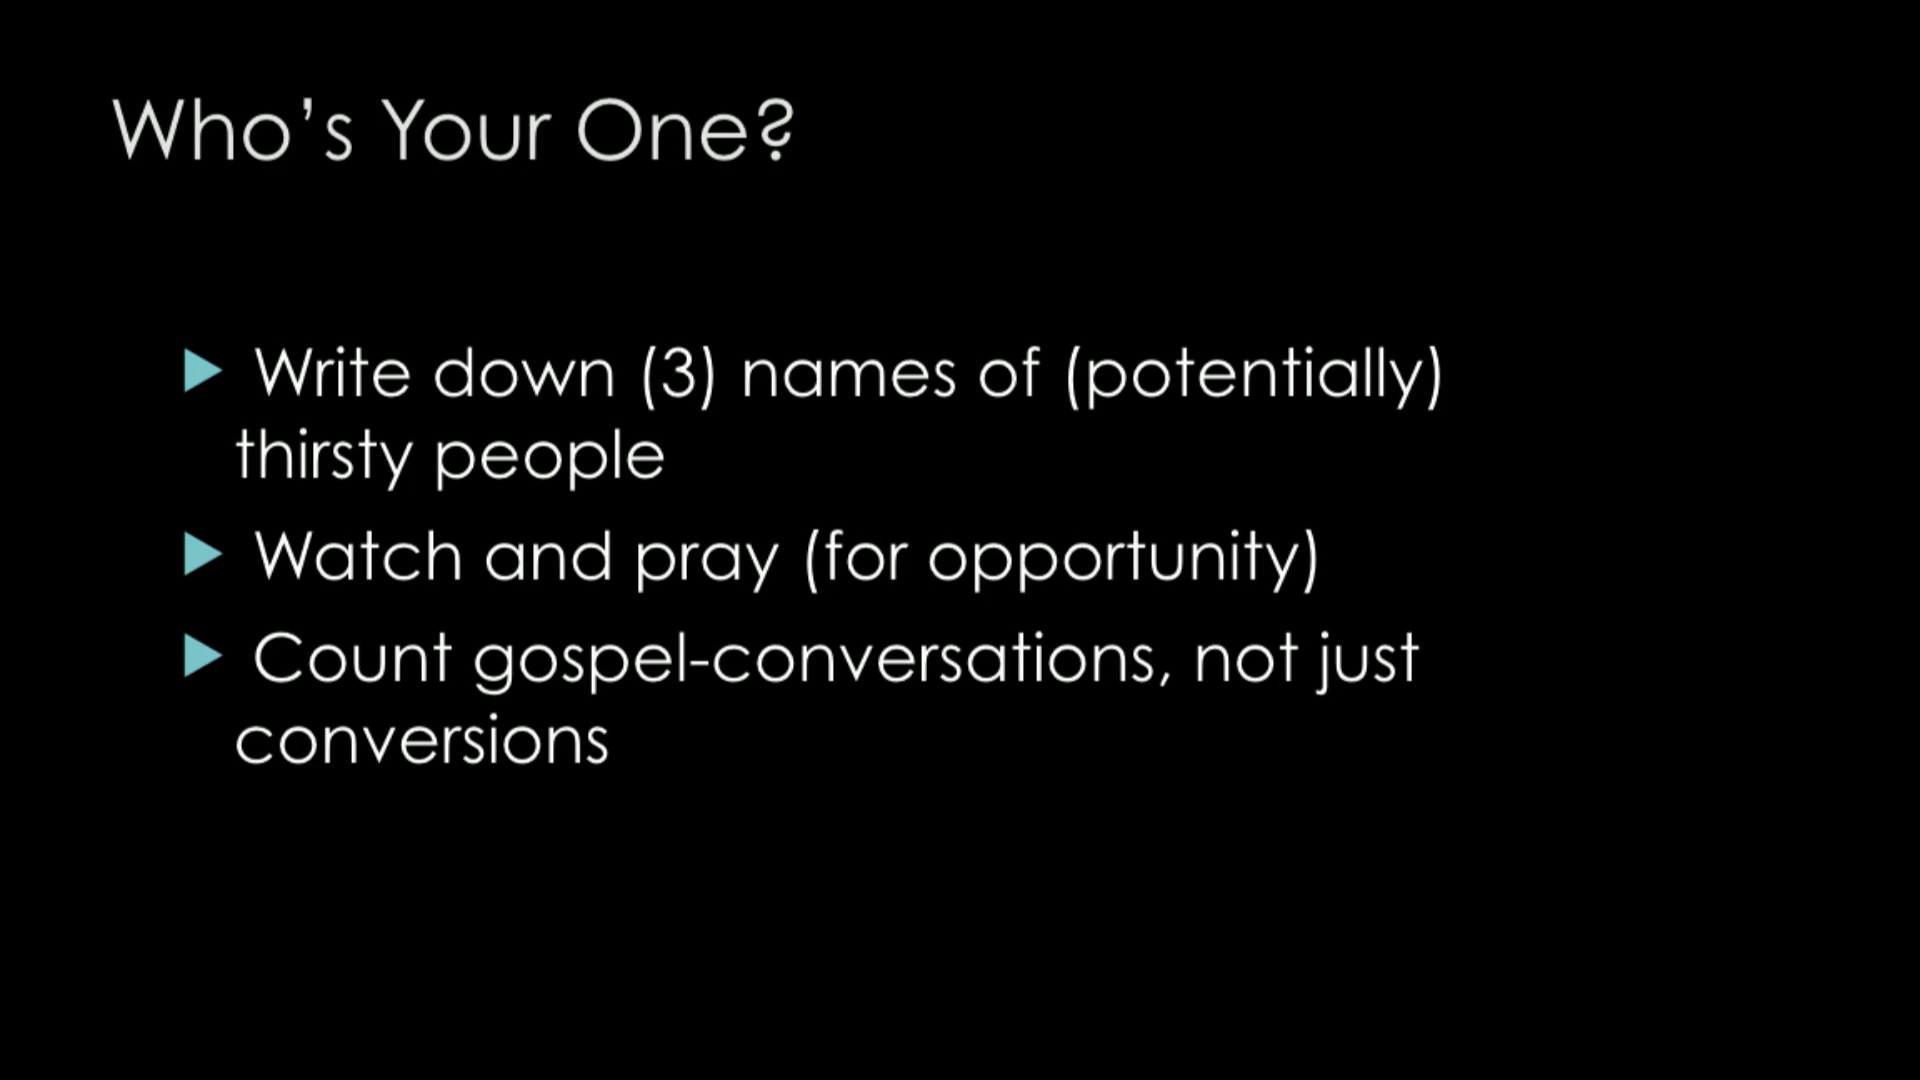 Who’s Your One?
Write down (3) names of (potentially)
thirsty people
Watch and pray (for opportunity)
Count gospel-conversations, not just
conversions